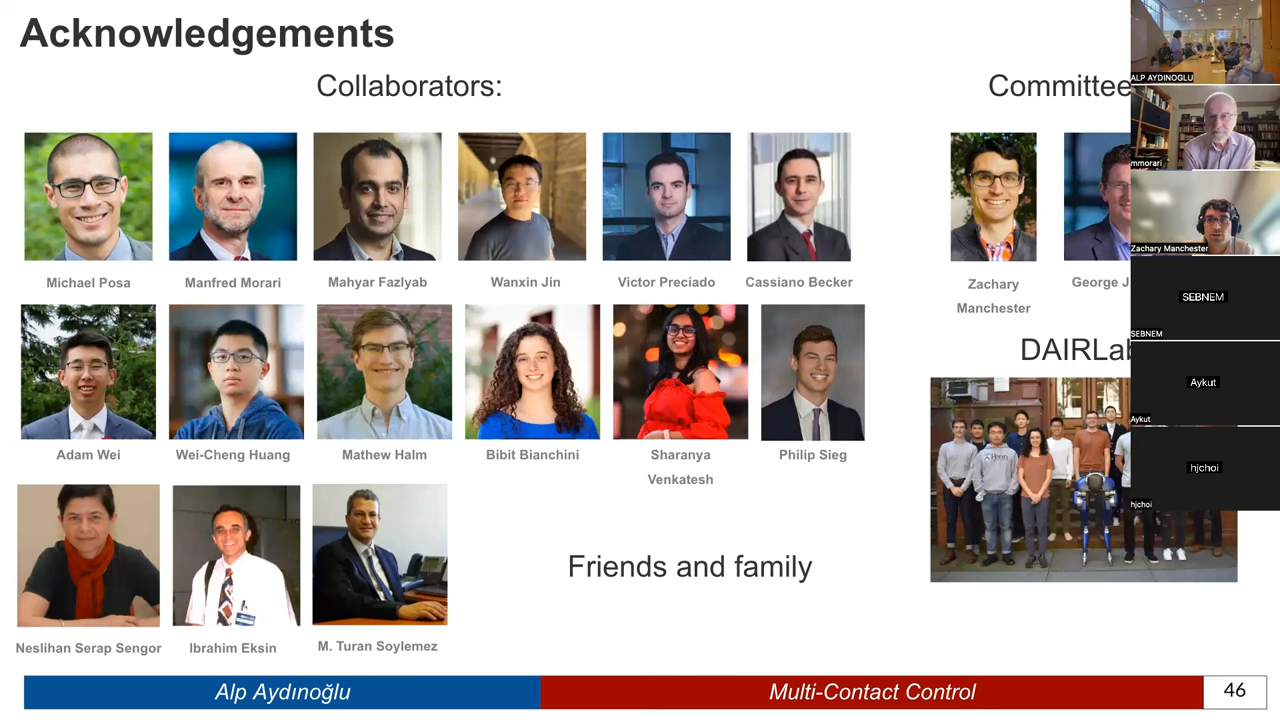 Acknowledgements
Collaborators:
Committee
Michael Posa
Manfred Morari
Mahyar Fazlyab
Wanxin Jin
Victor Preciado
Cassiano Becker
Zachary
Manchester
George J
DAIRLab
Adam Wei
Wei-Cheng Huang
Mathew Halm
Bibit Bianchini
Sharanya
Venkatesh
Philip Sieg
Penn
Friends and family
Neslihan Serap Sengor
Ibrahim Eksin
M. Turan Soylemez
Alp Aydınoğlu
Multi-Contact Control
46
ALP AYDINOGLU
mmorari
Zachary Manchester
SEBNEM
SEBNEM
Aykut
Aykut
hjchoi
hjchoi